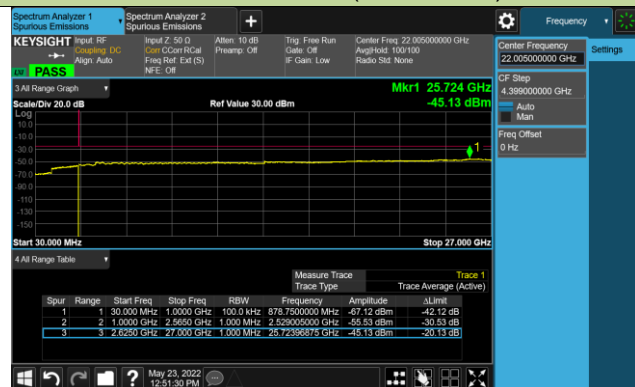 Spectrum Analyzer 1
Spurious Emissions
Spectrum Analyzer 2
Spurious Emissions
Frequency
KEYSIGHT
Input: RF
Coupling: DC
Align: Auto
Input Z: 50 Ω
Corr CCorr RCal
Freq Ref: Ext (S)
NFE: Off
Atten: 10 dB
Preamp: Off
Trig: Free Run
Gate: Off
IF Gain: Low
Center Freq: 22.005000000 GHz
Avg|Hold: 100/100
Radio Std: None
PASS
Center Frequency
22.005000000 GHz
Settings
CF Step
4.399000000 GHz
Auto
Man
Freq Offset
0 Hz
3 All Range Graph
Mkr1 25.724 GHz
Scale/Div 20.0 dB
Ref Value 30.00 dBm
-45.13 dBm
Log
10.0
-10.0
-30.0
-50.0
-70.0
-90.0
-110
-130
-150
1
Start 30.000 MHz
Stop 27.000 GHz
4 All Range Table
Measure Trace Trace 1
Trace Type Trace Average (Active)
Spur Range Start Freq Stop Freq RBW Frequency Amplitude ΔLimit
1 1 30.000 MHz 1.0000 GHz 100.0 kHz 878.7500000 MHz -67.12 dBm -42.12 dB
2 2 1.0000 GHz 2.5650 GHz 1.000 MHz 2.529005000 GHz -55.53 dBm -30.53 dB
3 3 2.6250 GHz 27.000 GHz 1.000 MHz 25.72396875 GHz -45.13 dBm -20.13 dB
May 23, 2022
12:51:30 PM